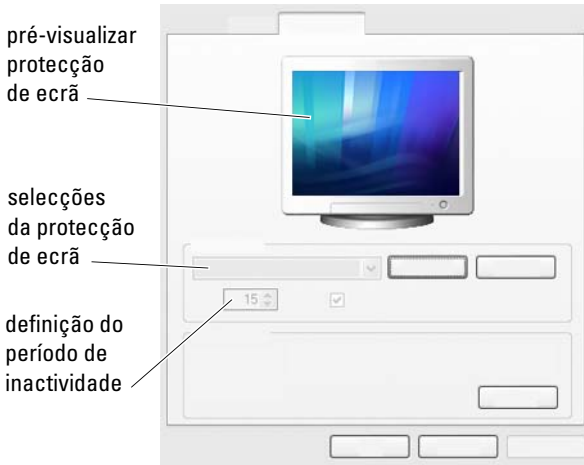 pré-visualizar
protecção
de ecrã
selecções
da protecção
de ecrã
15
definição do
período de
inactividade